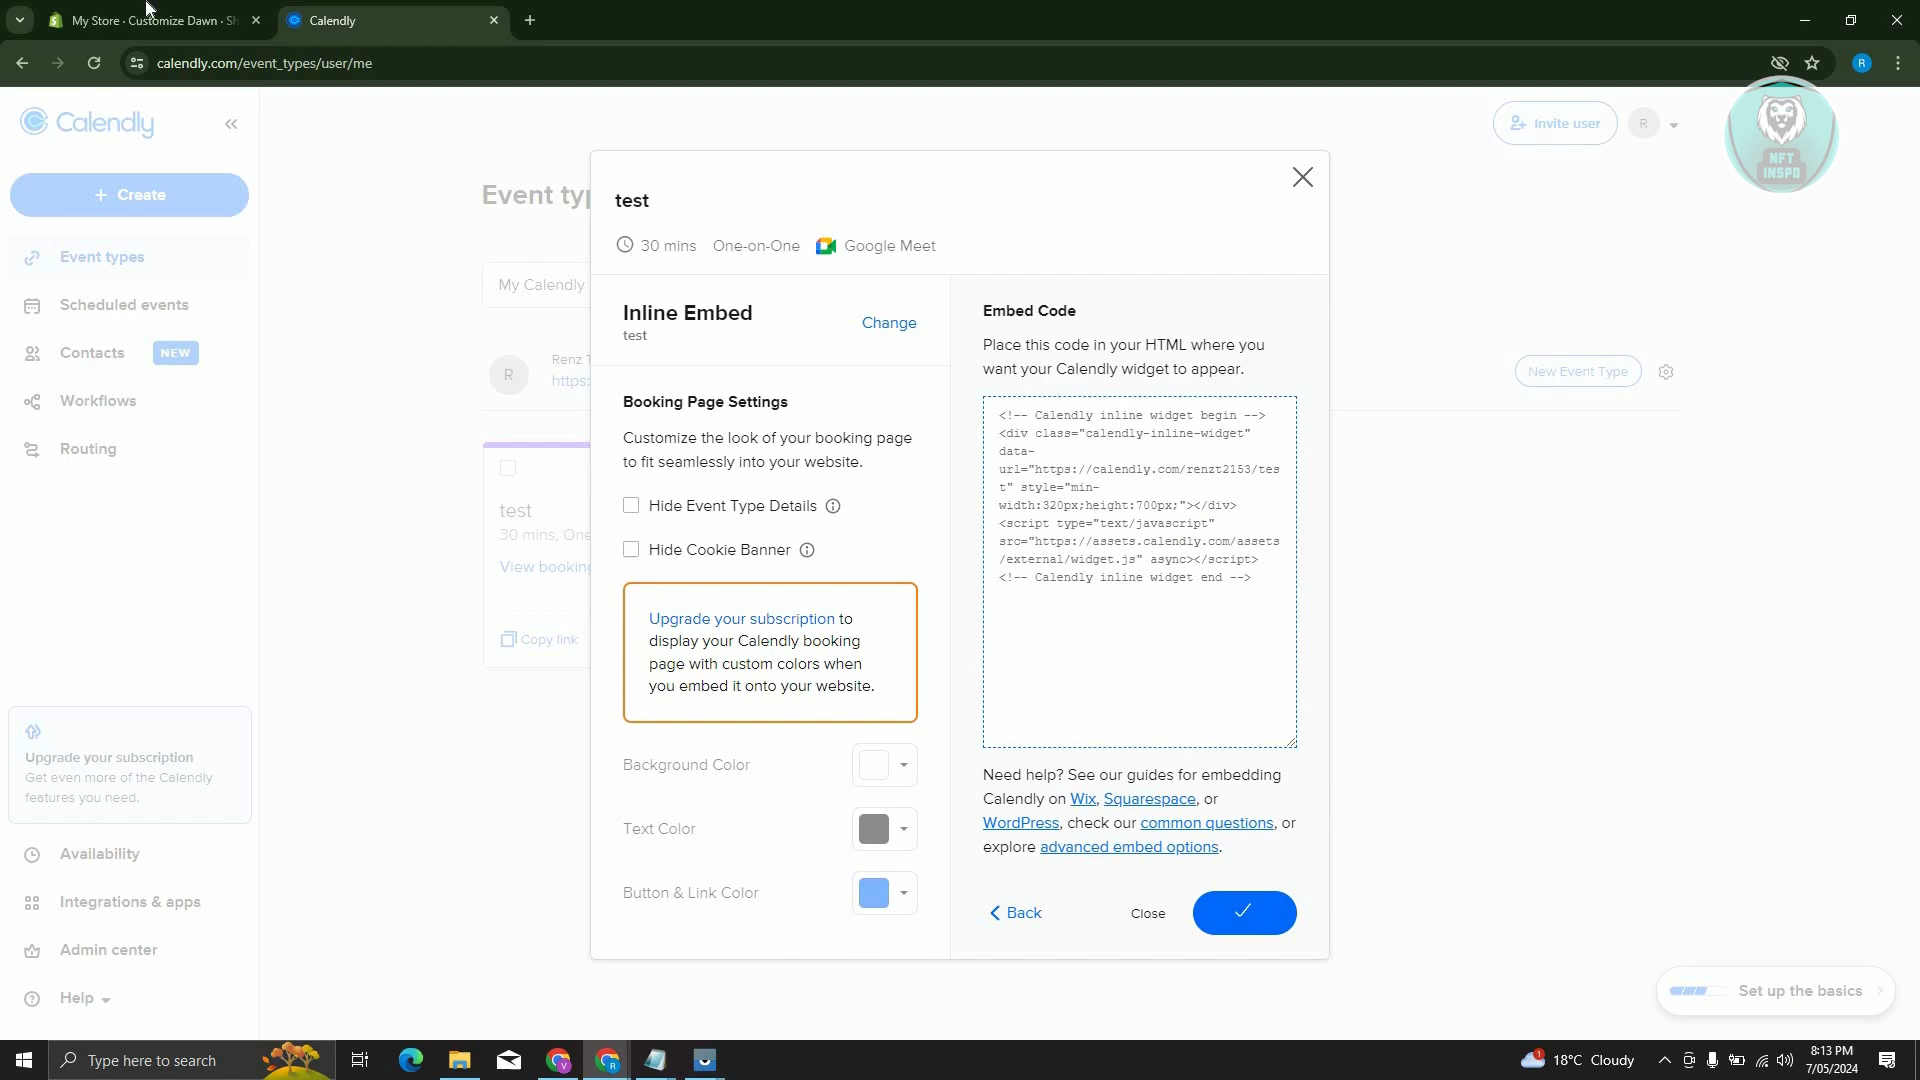 My Store · Customize Dawn · Sh
Calendly
calendly.com/event_types/user/me
R
Calendly
Invite user
R
NFT
INSPO
+ Create
Event types
Scheduled events
Contacts NEW
Workflows
Routing
Upgrade your subscription
Get even more of the Calendly
features you need.
Availability
Integrations & apps
Admin center
Help
Event typ
My Calendly
R
Renz T
https:
New Event Type
test
30 mins, One
View booking
Copy link
test
30 mins One-on-One Google Meet
Inline Embed
test
Change
Booking Page Settings
Customize the look of your booking page
to fit seamlessly into your website.
Hide Event Type Details
Hide Cookie Banner
Upgrade your subscription to
display your Calendly booking
page with custom colors when
you embed it onto your website.
Background Color
Text Color
Button & Link Color
Embed Code
Place this code in your HTML where you
want your Calendly widget to appear.
<!-- Calendly inline widget begin -->
<div class="calendly-inline-widget"
data-
url="https://calendly.com/renzt2153/tes
t" style="min-
width:320px;height:700px;"></div>
<script type="text/javascript"
src="https://assets.calendly.com/assets
/external/widget.js" async></script>
<!-- Calendly inline widget end -->
Need help? See our guides for embedding
Calendly on Wix, Squarespace, or
WordPress, check our common questions, or
explore advanced embed options.
Back
Close
Set up the basics
Type here to search
V
R
1
18°C Cloudy
8:13 PM
7/05/2024